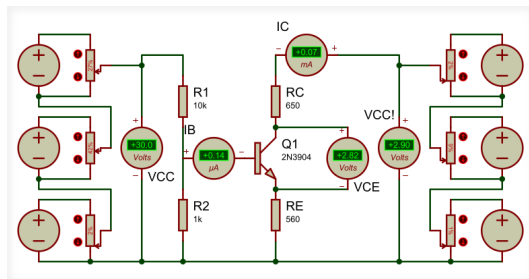 IC
+0.07
mA
R1
10k
RC
650
VCC!
IB
+30.0
Volts
+0.14
µA
Q1
2N3904
+2.82
Volts
+2.90
Volts
VCC
VCE
R2
1k
RE
560
2%